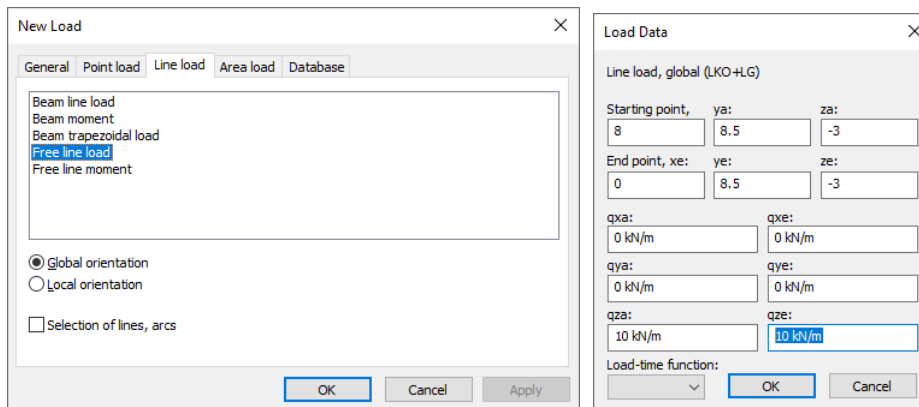 New Load
General Point load Line load Area load Database
Beam line load
Beam moment
Beam trapezoidal load
Free line load
Free line moment
Global orientation
Local orientation
Selection of lines, arcs
OK Cancel Apply
Load Data
Line load, global (LKO+LG)
Starting point, ya: za:
8 8.5 -3
End point, xe: ye: ze:
0 8.5 -3
qxa: qxe:
0 kN/m 0 kN/m
qya: qye:
0 kN/m 0 kN/m
qza: qze:
10 kN/m 10 kN/m
Load-time function:
OK Cancel